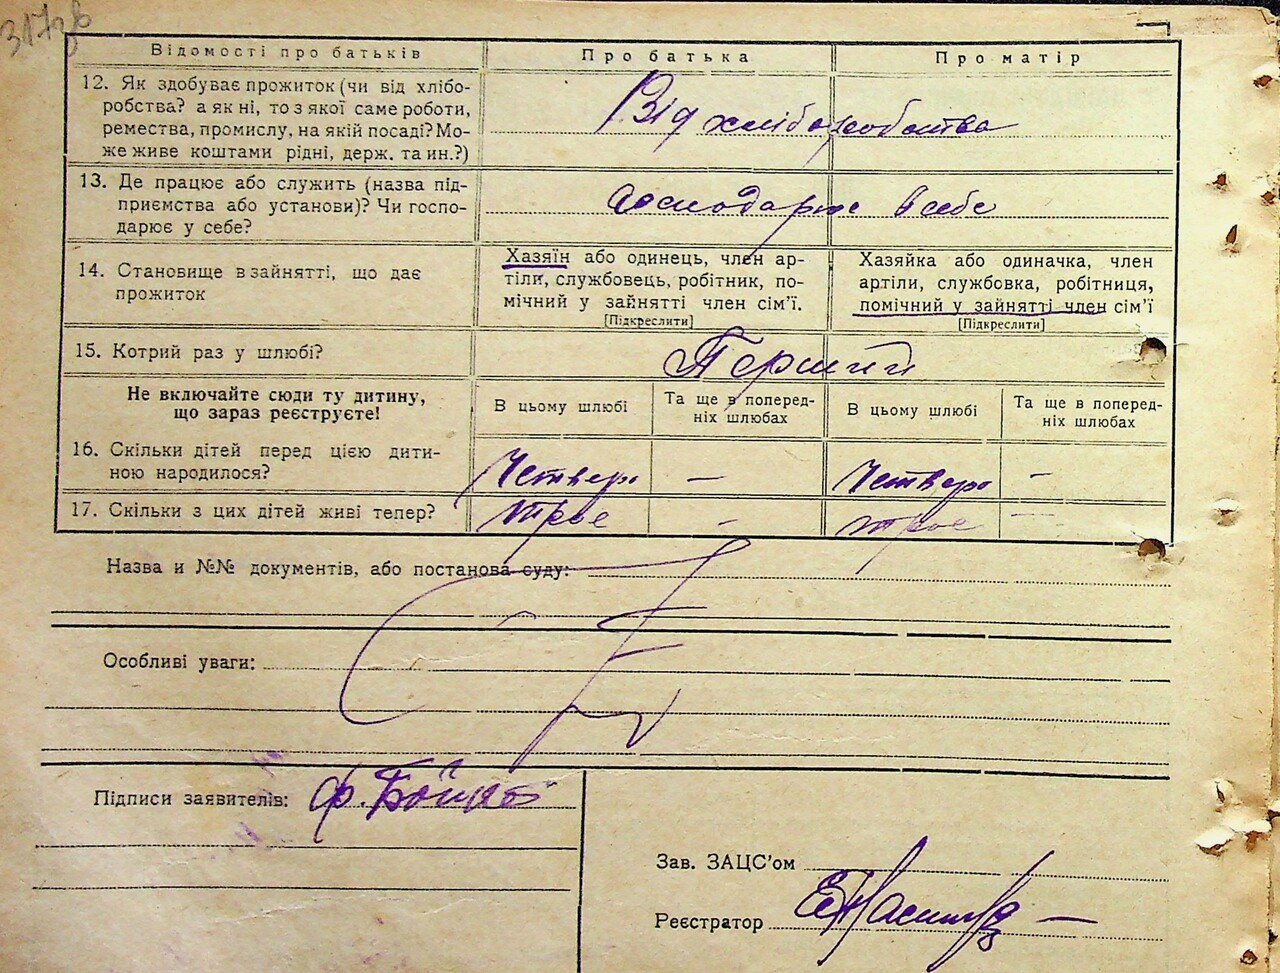 317зв
Відомості про батьків
Про батька
Про матір
12. Як здобуває прожиток (чи від хлібо-
робства? а як ні, то з якої саме роботи,
ремества, промислу, на якій посаді? Мо-
же живе коштами рідні, держ. та ин.?)
Від хліборобства
13. Де працює або служить (назва під-
приємства або установи)? Чи госпо-
дарює у себе?
господарює в себе
14. Становище в зайнятті, що дає
прожиток
Хазяїн або одинець, член ар-
тіли, службовець, робітник, по-
мічний у зайнятті член сім'ї.
[Підкреслити]
Хазяйка або одиначка, член
артіли, службовка, робітниця,
помічний у зайнятті член сім'ї
[Підкреслити]
15. Котрий раз у шлюбі?
Перший
Не включайте сюди ту дитину,
що зараз реєструєте!
В цьому шлюбі
Та ще в поперед-
ніх шлюбах
В цьому шлюбі
Та ще в поперед-
ніх шлюбах
16. Скільки дітей перед цією дити-
ною народилося?
Четверо
—
Четверо
—
17. Скільки з цих дітей живі тепер?
троє
—
троє
—
Назва и №№ документів, або постанова суду:
Особливі уваги:
Підписи заявителів: Ф.
Зав. ЗАЦС'ом
Реєстратор